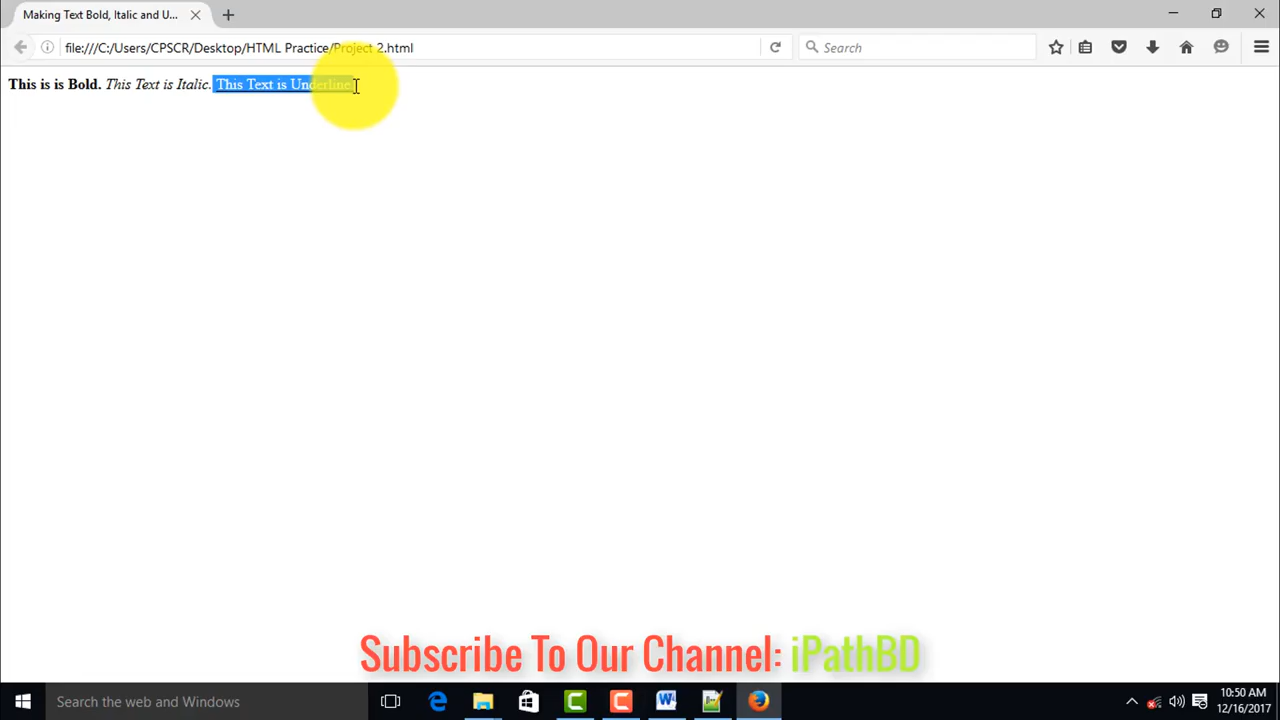 Making Text Bold, Italic and U...
file:///C:/Users/CPSCR/Desktop/HTML Practice/Project 2.html
Search
This is is Bold. This Text is Italic. This Text is Underline.
Subscribe To Our Channel: iPathBD
Search the web and Windows
10:50 AM
12/16/2017